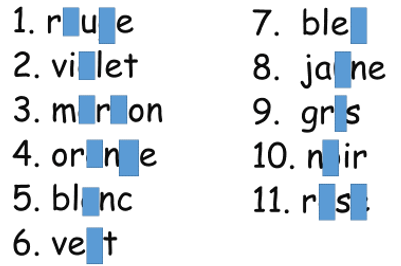 1. r_u_e
2. vi_let
3. m_r_on
4. or_n_e
5. bl_nc
6. ve_t
7. ble_
8. ja_ne
9. gr_s
10. n_ir
11. r_s_